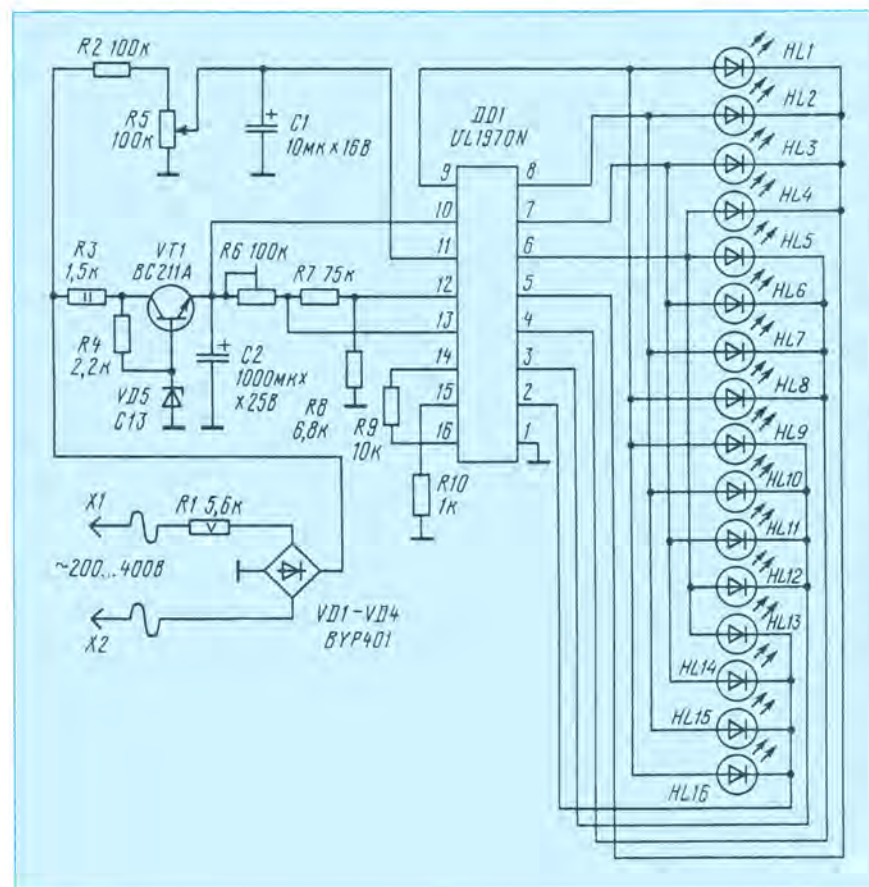 R2 100к
R5
100к
C1
10мк×16В
DD1
UL1970N
9
10
11
12
13
14
15
16
8
7
6
5
4
3
2
1
R3
1,5к
VT1
BC211A
R6 100к
R7 75к
R4
2,2к
VD5
C13
C2
1000мк×
×25В
R8
6,8к
R9
10к
R10
1к
X1
R1 5,6к
~200...400В
X2
VD1-VD4
BYP401
HL1
HL2
HL3
HL4
HL5
HL6
HL7
HL8
HL9
HL10
HL11
HL12
HL13
HL14
HL15
HL16